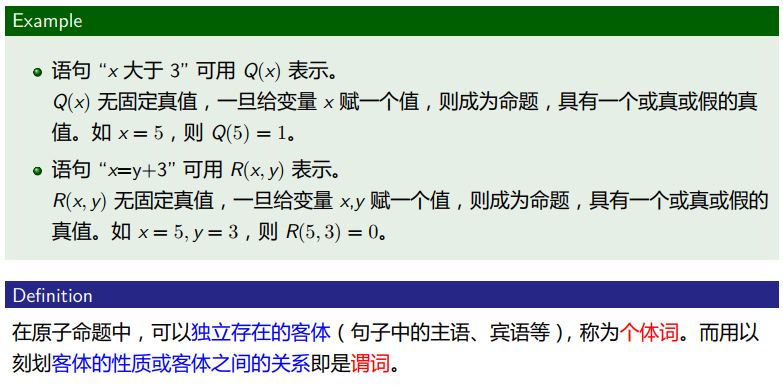 Example
语句 “x 大于 3” 可用 Q(x) 表示。
Q(x) 无固定真值，一旦给变量 x 赋一个值，则成为命题，具有一个或真或假的真
值。如 x = 5，则 Q(5) = 1。
语句 “x=y+3” 可用 R(x, y) 表示。
R(x, y) 无固定真值，一旦给变量 x,y 赋一个值，则成为命题，具有一个或真或假的
真值。如 x = 5, y = 3，则 R(5, 3) = 0。
Definition
在原子命题中，可以独立存在的客体（句子中的主语、宾语等），称为个体词。而用以
刻划客体的性质或客体之间的关系即是谓词。